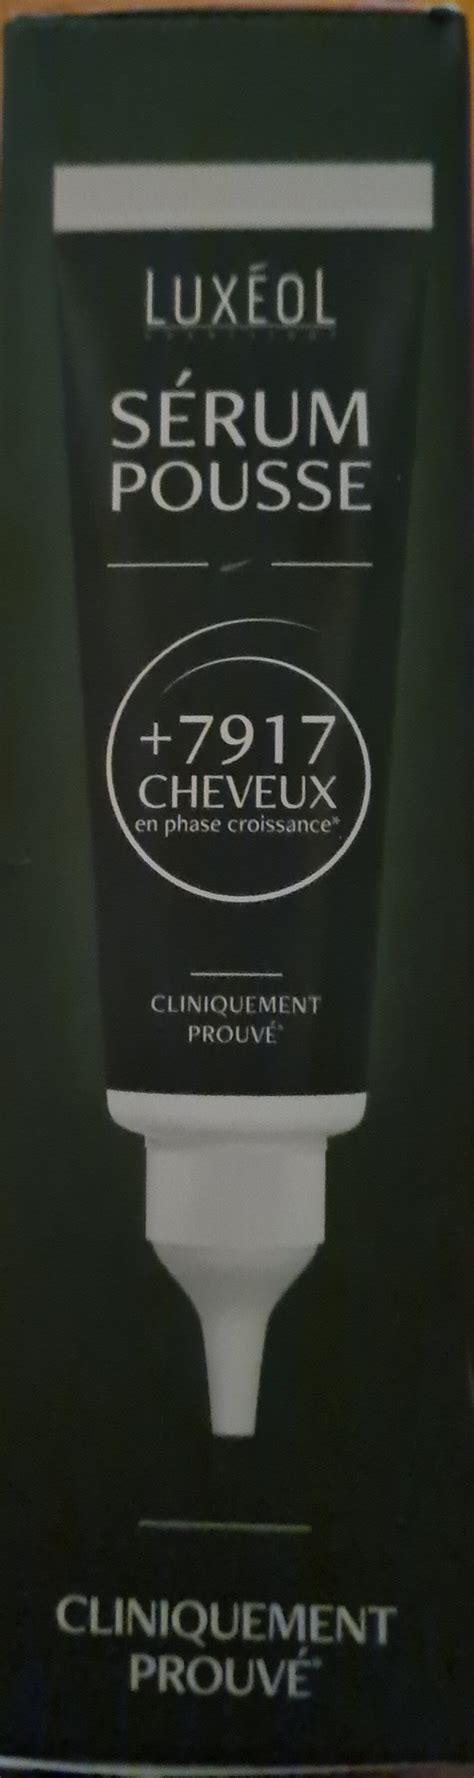 LUXÉOL
SÉRUM
POUSSE
+7917
CHEVEUX
en phase croissance*
CLINIQUEMENT
PROUVÉ*
CLINIQUEMENT
PROUVÉ*